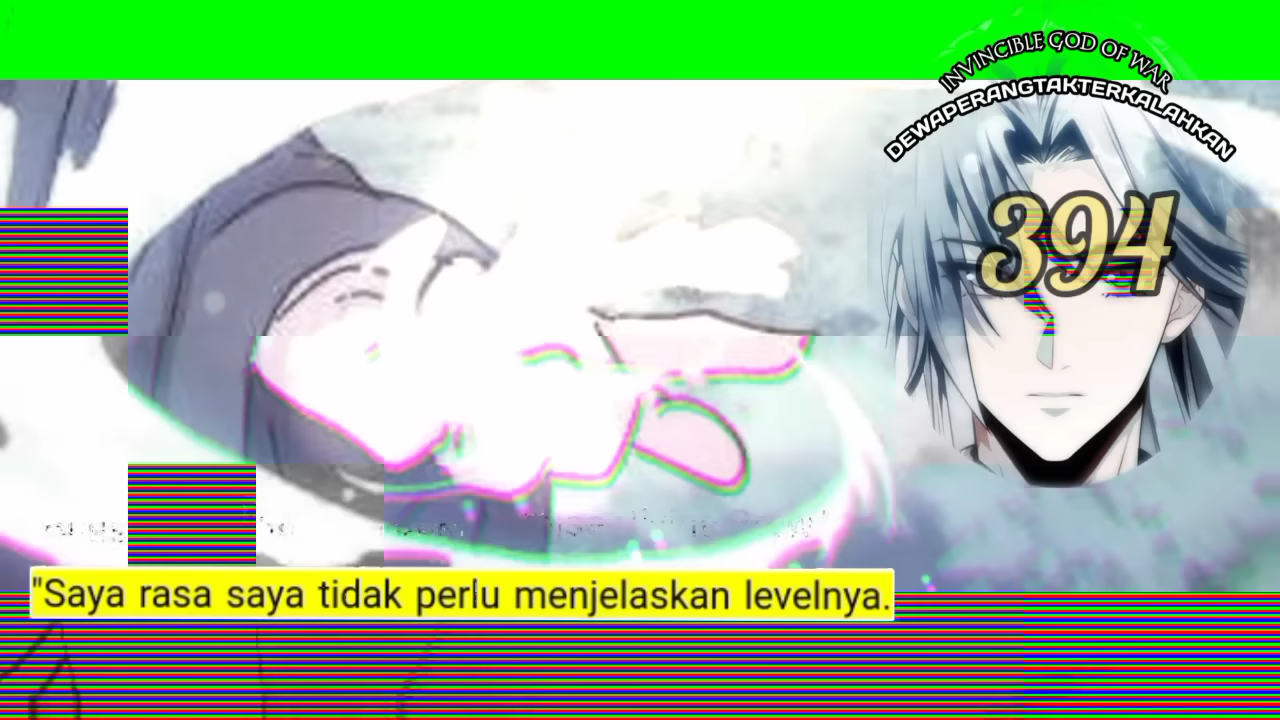 INVINCIBLE GOD OF WAR
DEWAPERANGTAKTERKALAHKAN
394
"Saya rasa saya tidak perlu menjelaskan levelnya.